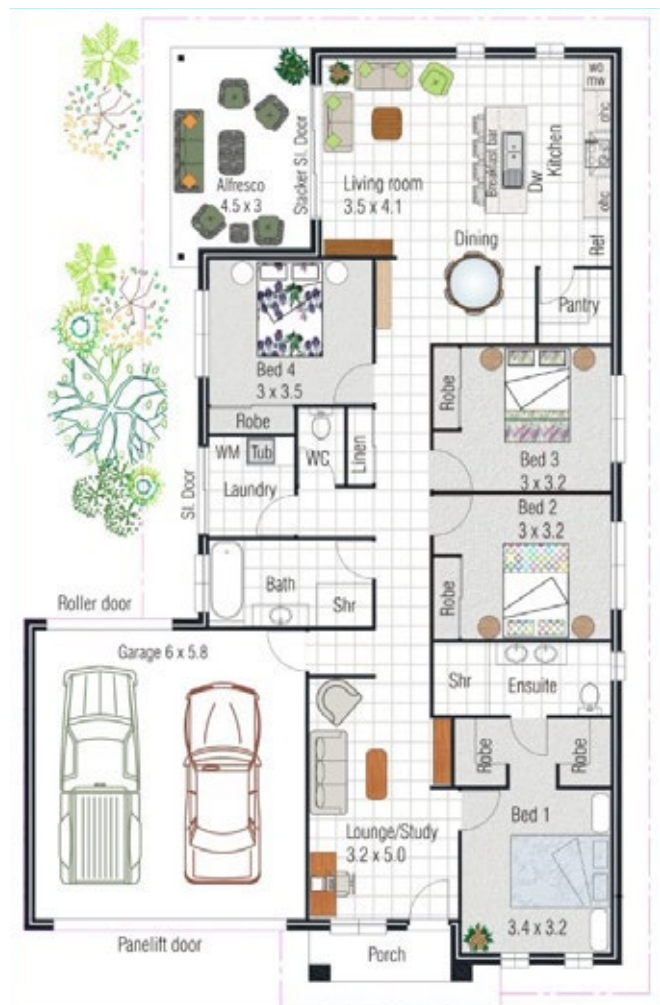 wo
mw
ohc
Stacker Sl. Door
Breakfast bar
Dw
Kitchen
Alfresco
4.5 x 3
Living room
3.5 x 4.1
ohc
Dining
Ref
Pantry
Bed 4
3 x 3.5
Robe
Robe
WM
Tub
WC
Linen
Bed 3
3 x 3.2
Laundry
Sl. Door
Bed 2
3 x 3.2
Bath
Shr
Robe
Roller door
Garage 6 x 5.8
Shr
Ensuite
Robe
Robe
Bed 1
Lounge/Study
3.2 x 5.0
3.4 x 3.2
Panelift door
Porch